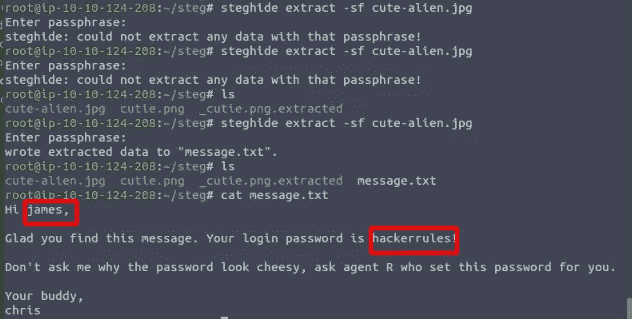 root@ip-10-10-124-208:~/steg# steghide extract -sf cute-alien.jpg
Enter passphrase:
steghide: could not extract any data with that passphrase!
root@ip-10-10-124-208:~/steg# steghide extract -sf cute-alien.jpg
Enter passphrase:
steghide: could not extract any data with that passphrase!
root@ip-10-10-124-208:~/steg# ls
cute-alien.jpg cutie.png _cutie.png.extracted
root@ip-10-10-124-208:~/steg# steghide extract -sf cute-alien.jpg
Enter passphrase:
wrote extracted data to "message.txt".
root@ip-10-10-124-208:~/steg# ls
cute-alien.jpg cutie.png _cutie.png.extracted message.txt
root@ip-10-10-124-208:~/steg# cat message.txt
Hi james,
Glad you find this message. Your login password is hackerrules!
Don't ask me why the password look cheesy, ask agent R who set this password for you.
Your buddy,
chris